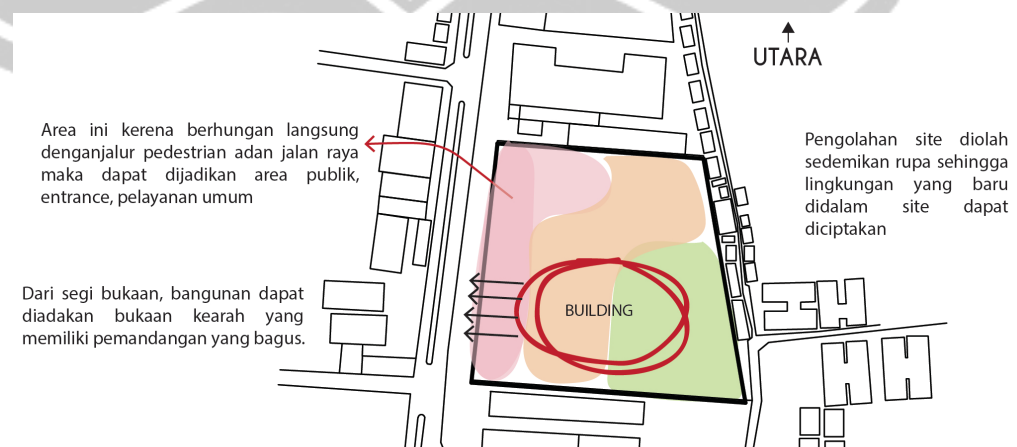 UTARA
Area ini kerena berhungan langsung
denganjalur pedestrian adan jalan raya
maka dapat dijadikan area publik,
entrance, pelayanan umum
Pengolahan site diolah
sedemikan rupa sehingga
lingkungan yang baru
didalam site dapat
diciptakan
Dari segi bukaan, bangunan dapat
diadakan bukaan kearah yang
memiliki pemandangan yang bagus.
BUILDING